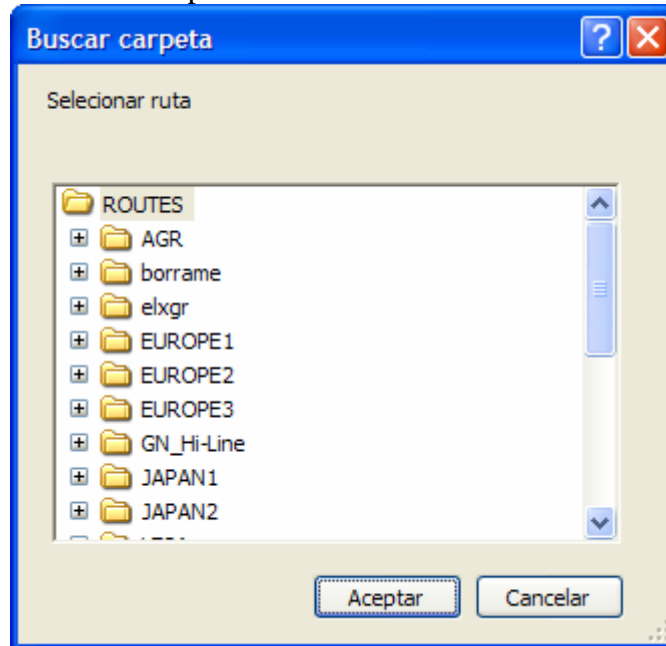 Buscar carpeta
Selecionar ruta
ROUTES
AGR
borrame
elxgr
EUROPE1
EUROPE2
EUROPE3
GN_Hi-Line
JAPAN1
JAPAN2
Aceptar
Cancelar